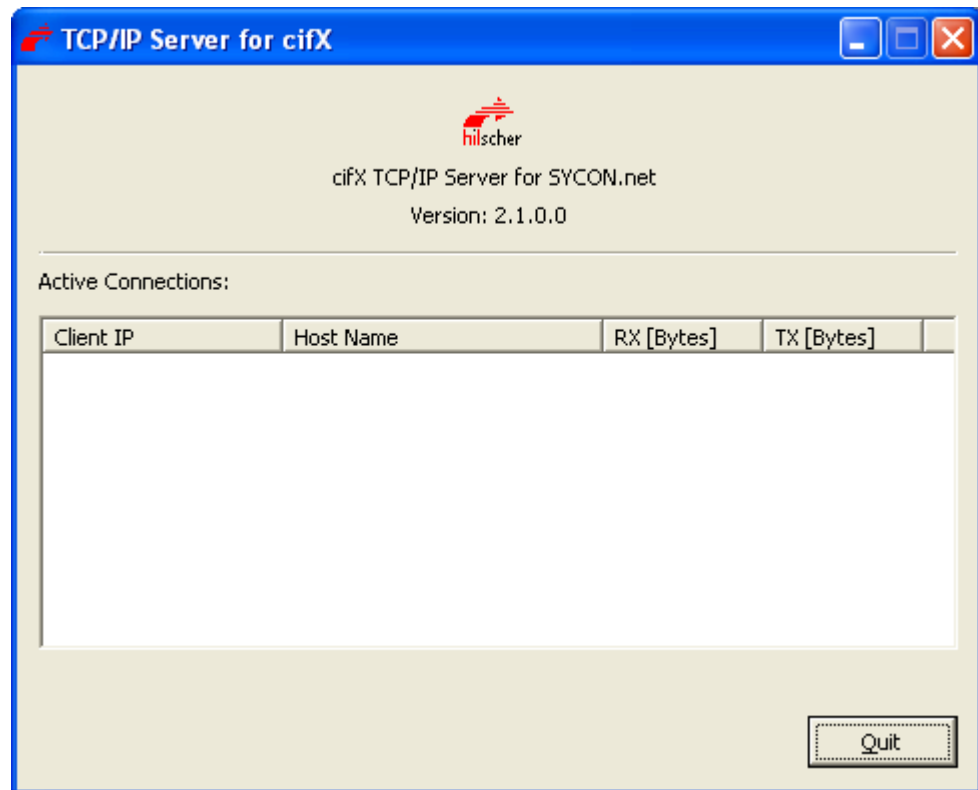 TCP/IP Server for cifX
hilscher
cifX TCP/IP Server for SYCON.net
Version: 2.1.0.0
Active Connections:
Client IP Host Name RX [Bytes] TX [Bytes]
Quit